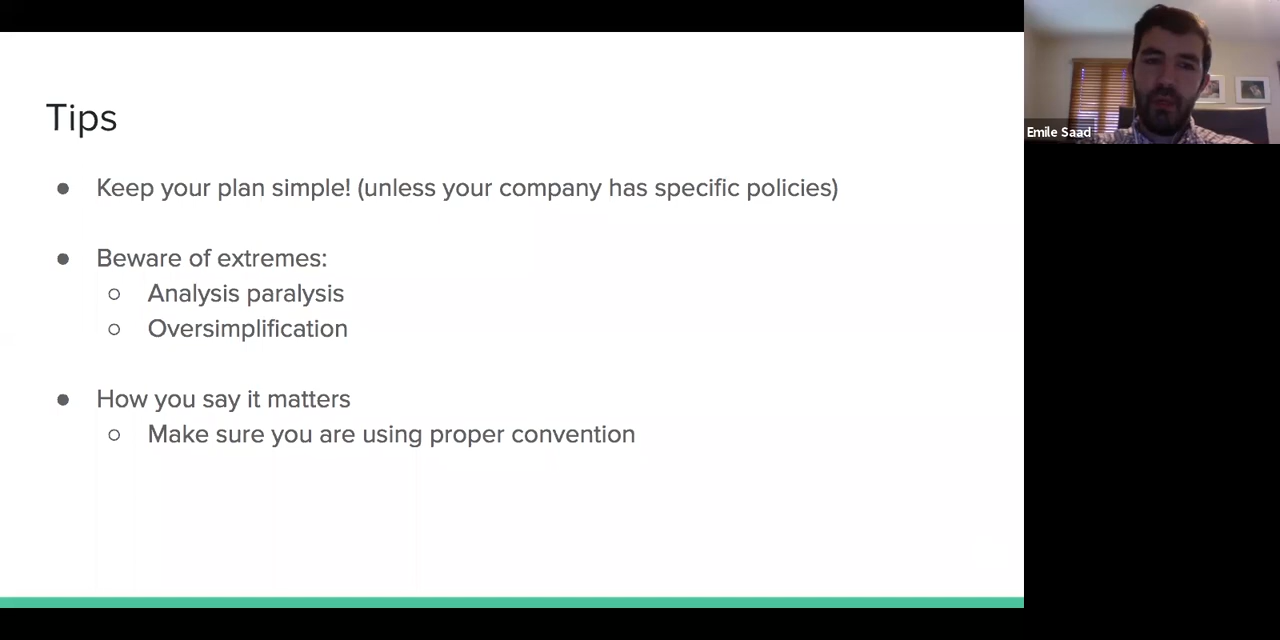 Tips
● Keep your plan simple! (unless your company has specific policies)
● Beware of extremes:
○ Analysis paralysis
○ Oversimplification
● How you say it matters
○ Make sure you are using proper convention
Emile Saad